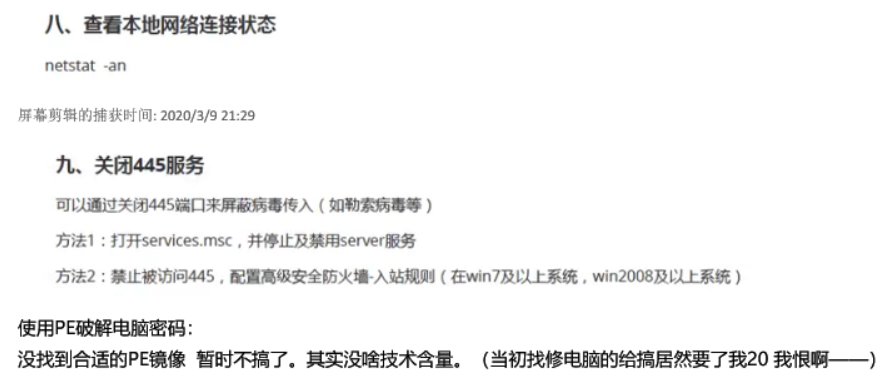 八、查看本地网络连接状态
netstat -an
屏幕剪辑的捕获时间: 2020/3/9 21:29
九、关闭445服务
可以通过关闭445端口来屏蔽病毒传入（如勒索病毒等）
方法1：打开services.msc，并停止及禁用server服务
方法2：禁止被访问445，配置高级安全防火墙-入站规则（在win7及以上系统，win2008及以上系统）
使用PE破解电脑密码：
没找到合适的PE镜像 暂时不搞了。其实没啥技术含量。（当初找修电脑的给搞居然要了我20 我恨啊——）